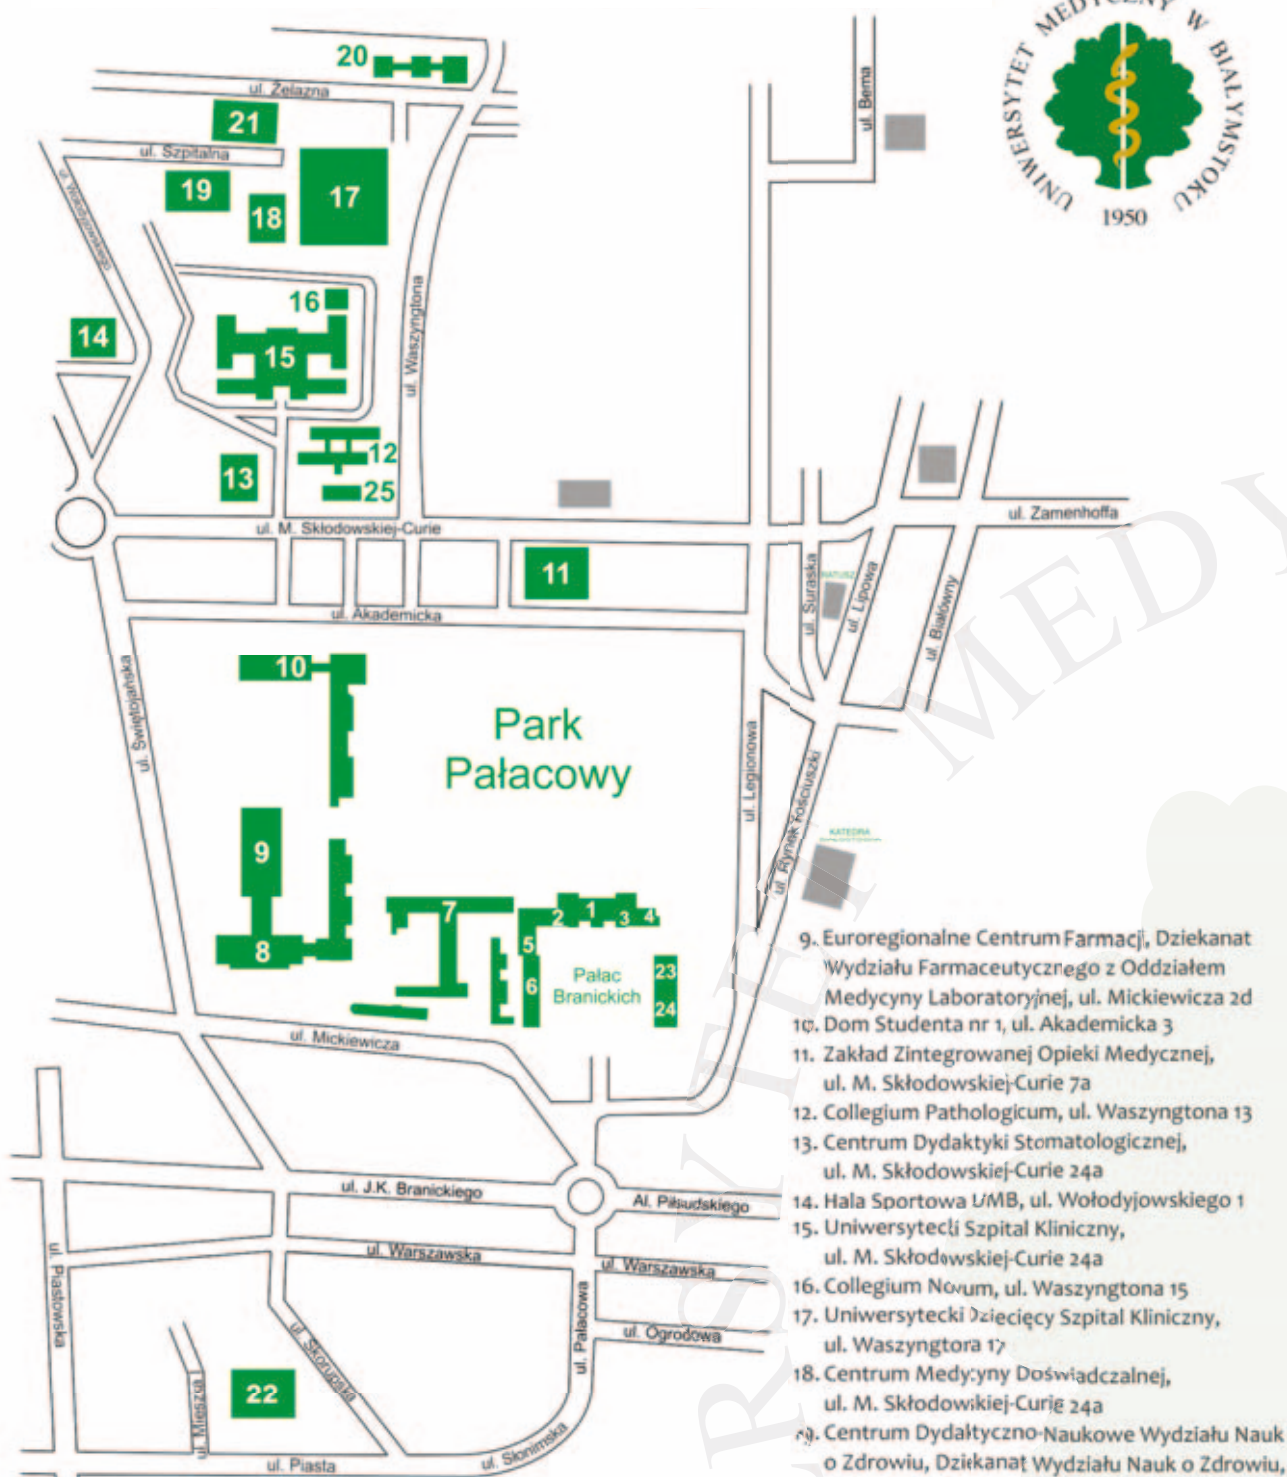 UNIWERSYTET MEDYCZNY W BIAŁYMSTOKU
1950
20
ul. Żelazna
21
ul. Szpitalna
ul. Bema
19
18
17
ul. Wołodyjowskiego
16
ul. Waszyngtona
14
15
12
13
25
ul. M. Skłodowskiej-Curie
ul. Zamenhoffa
11
RATUSZ
ul. Suraska
ul. Lipowa
ul. Białówny
ul. Akademicka
10
ul. Świętojańska
Park
Pałacowy
ul. Legionowa
ul. Rynek Kościuszki
KATEDRA
9
8
7
2
1
3
4
5
6
Pałac
Branickich
23
24
ul. Mickiewicza
ul. J.K. Branickiego
Al. Piłsudskiego
ul. Warszawska
ul. Warszawska
ul. Piastowska
ul. Pałacowa
ul. Ogrodowa
ul. Skorupska
22
ul. Mieszka
ul. Piasta
ul. Słonimska
9. Euroregionalne Centrum Farmacji, Dziekanat
Wydziału Farmaceutycznego z Oddziałem
Medycyny Laboratoryjnej, ul. Mickiewicza 2d
10. Dom Studenta nr 1, ul. Akademicka 3
11. Zakład Zintegrowanej Opieki Medycznej,
ul. M. Skłodowskiej-Curie 7a
12. Collegium Pathologicum, ul. Waszyngtona 13
13. Centrum Dydaktyki Stomatologicznej,
ul. M. Skłodowskiej-Curie 24a
14. Hala Sportowa UMB, ul. Wołodyjowskiego 1
15. Uniwersytecki Szpital Kliniczny,
ul. M. Skłodowskiej-Curie 24a
16. Collegium Novum, ul. Waszyngtona 15
17. Uniwersytecki Dziecięcy Szpital Kliniczny,
ul. Waszyngtona 17
18. Centrum Medycyny Doświadczalnej,
ul. M. Skłodowskiej-Curie 24a
19. Centrum Dydaktyczno-Naukowe Wydziału Nauk
o Zdrowiu, Dziekanat Wydziału Nauk o Zdrowiu,